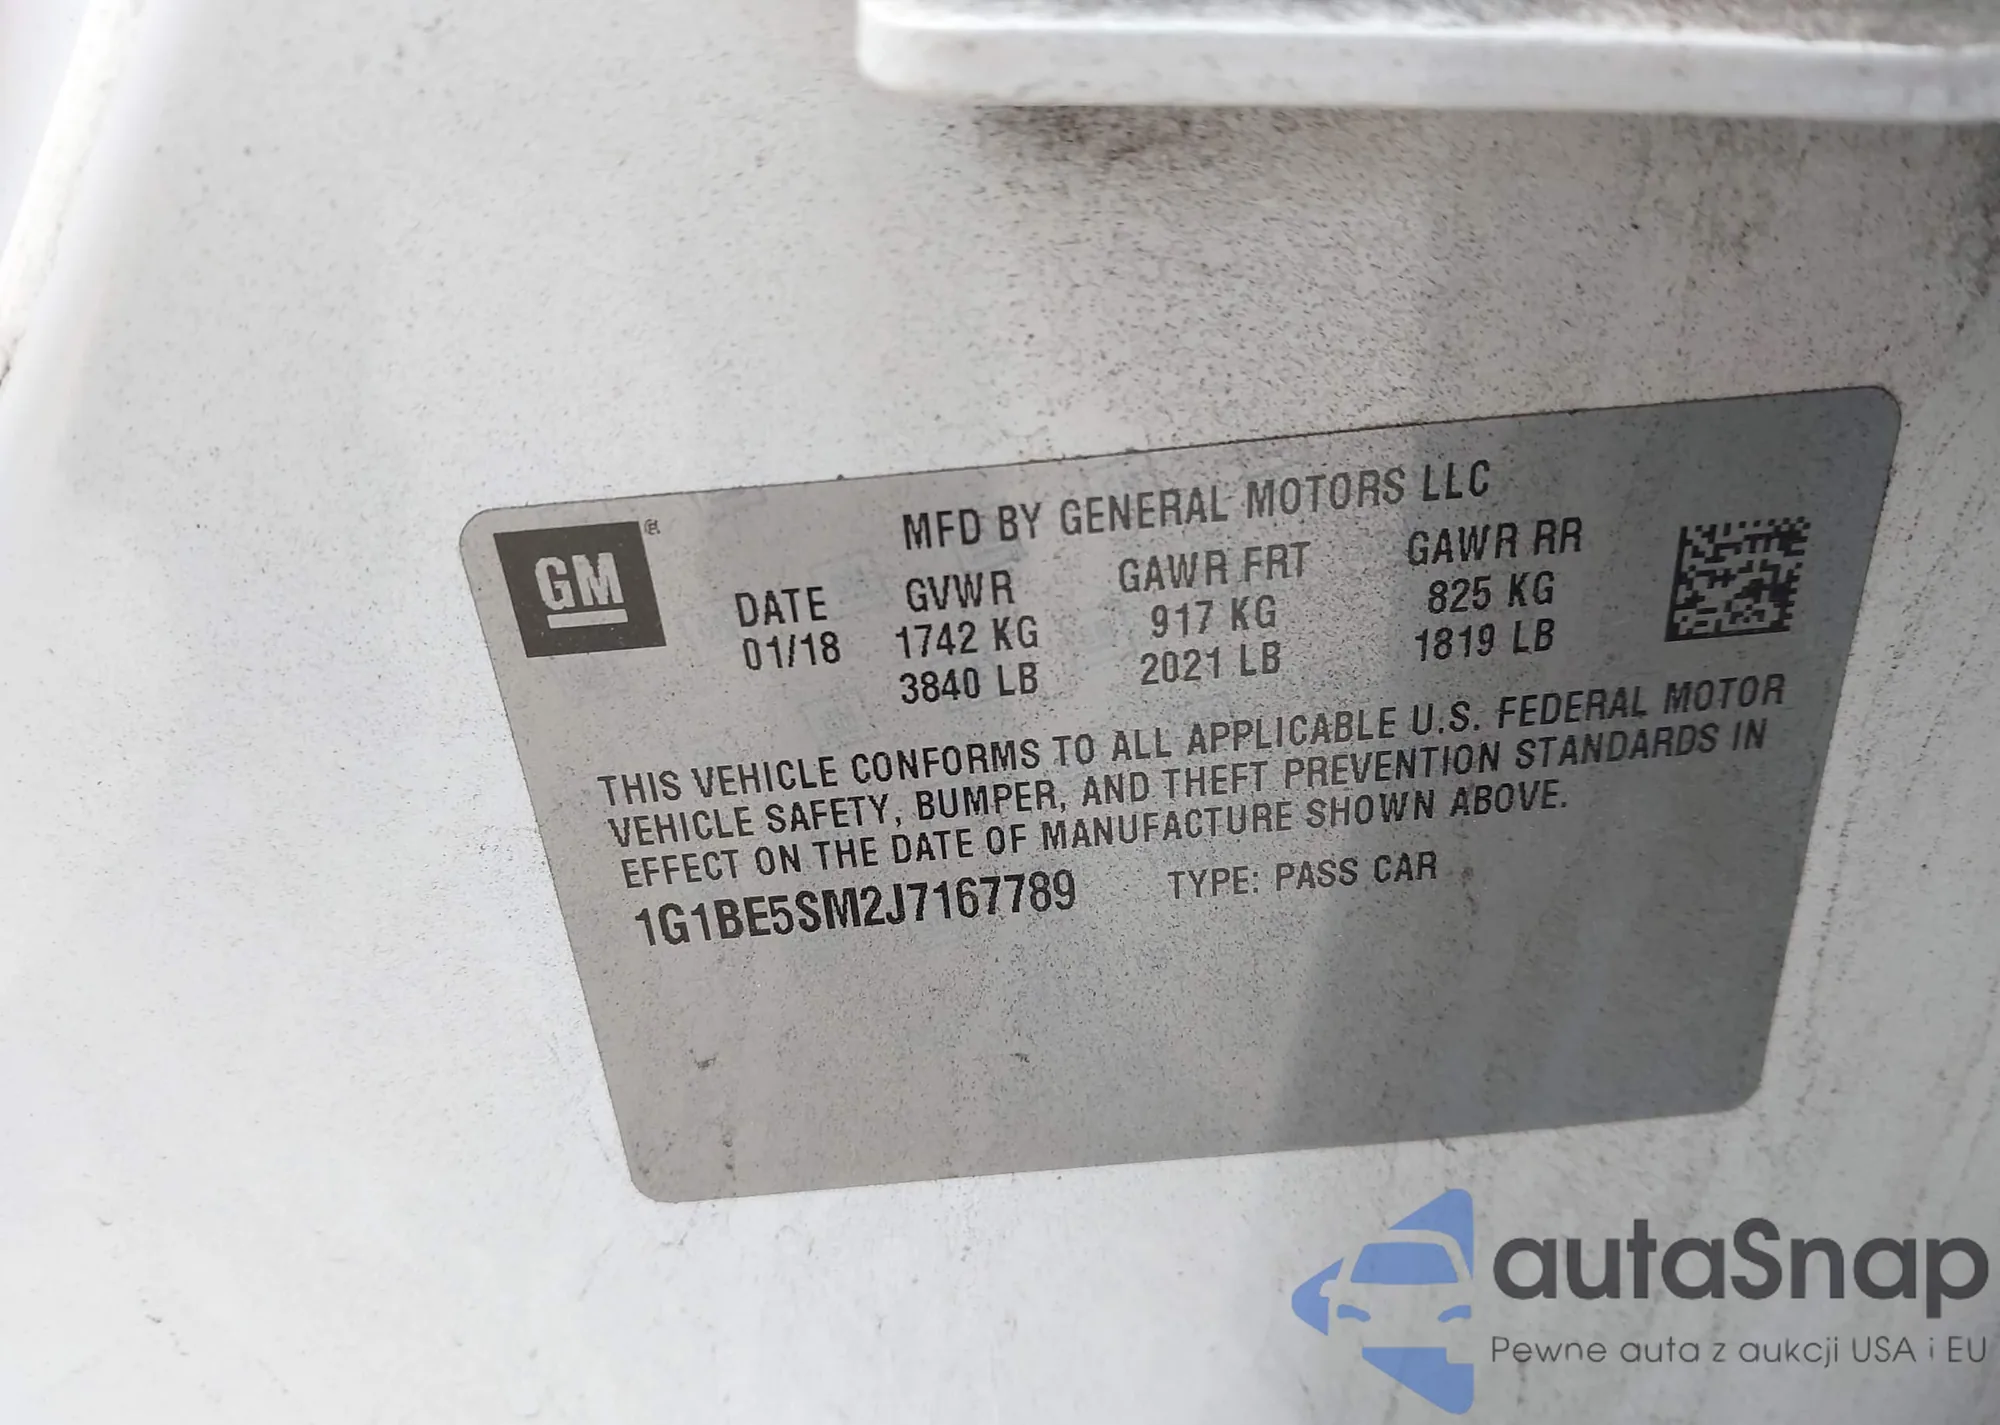 GM ®
MFD BY GENERAL MOTORS LLC
DATE GVWR GAWR FRT GAWR RR
01/18 1742 KG 917 KG 825 KG
3840 LB 2021 LB 1819 LB
THIS VEHICLE CONFORMS TO ALL APPLICABLE U.S. FEDERAL MOTOR
VEHICLE SAFETY, BUMPER, AND THEFT PREVENTION STANDARDS IN
EFFECT ON THE DATE OF MANUFACTURE SHOWN ABOVE.
1G1BE5SM2J7167789 TYPE: PASS CAR
autaSnap
Pewne auta z aukcji USA i EU